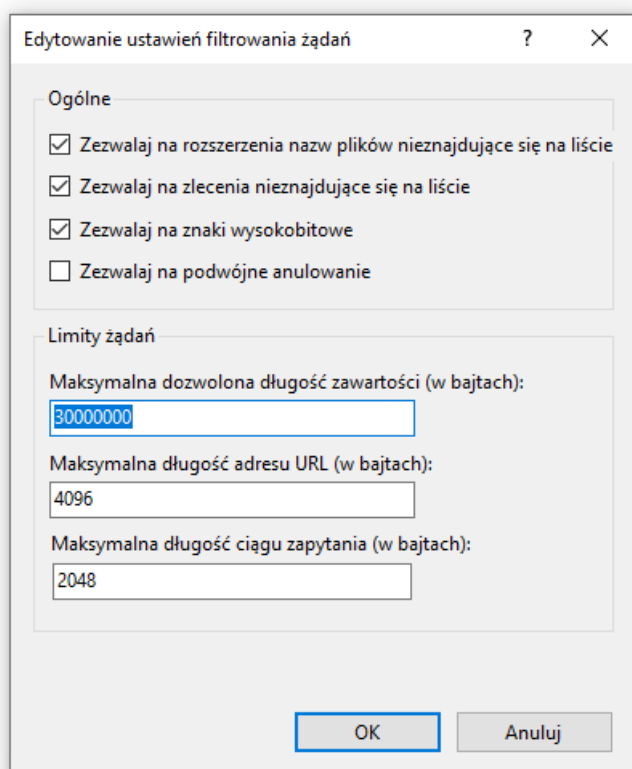 Edytowanie ustawień filtrowania żądań
Ogólne
Zezwalaj na rozszerzenia nazw plików nieznajdujące się na liście
Zezwalaj na zlecenia nieznajdujące się na liście
Zezwalaj na znaki wysokobitowe
Zezwalaj na podwójne anulowanie
Limity żądań
Maksymalna dozwolona długość zawartości (w bajtach):
30000000
Maksymalna długość adresu URL (w bajtach):
4096
Maksymalna długość ciągu zapytania (w bajtach):
2048
OK Anuluj